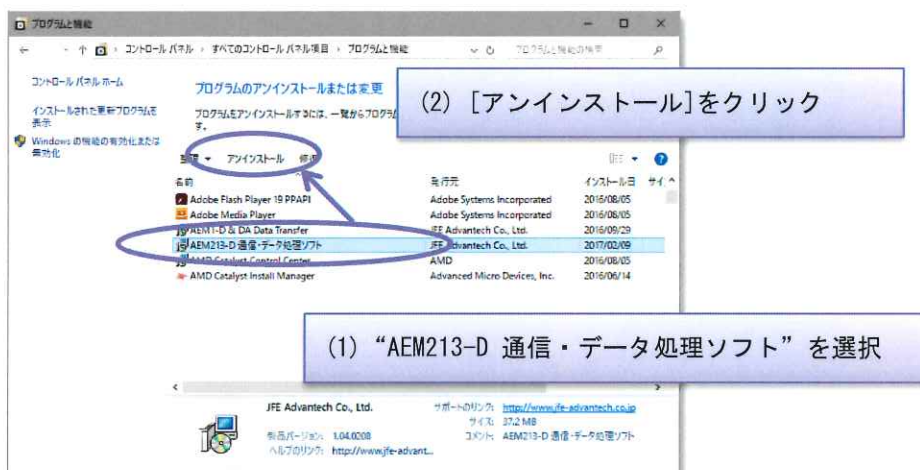 プログラムと機能
コントロール パネル › すべてのコントロール パネル項目 › プログラムと機能
プログラムと機能の検索
コントロール パネル ホーム
インストールされた更新プログラムを
表示
Windows の機能の有効化または
無効化
プログラムのアンインストールまたは変更
プログラムをアンインストールするには、一覧からプログラ
す。
(2) [アンインストール]をクリック
整理 アンインストール 修復
名前 発行元 インストール日 サイ
Adobe Flash Player 19 PPAPI Adobe Systems Incorporated 2016/08/05
Adobe Media Player Adobe Systems Incorporated 2016/08/05
AEM1-D & DA Data Transfer JFE Advantech Co., Ltd. 2016/09/29
AEM213-D 通信・データ処理ソフト JFE Advantech Co., Ltd. 2017/02/09
AMD Catalyst Control Center AMD 2016/08/05
AMD Catalyst Install Manager Advanced Micro Devices, Inc. 2016/06/14
(1) “AEM213-D 通信・データ処理ソフト” を選択
JFE Advantech Co., Ltd. サポートのリンク: http://www.jfe-advantech.co.jp
サイズ: 37.2 MB
製品バージョン: 1.04.0208 コメント: AEM213-D 通信・データ処理ソフト
ヘルプのリンク: http://www.jfe-advant...